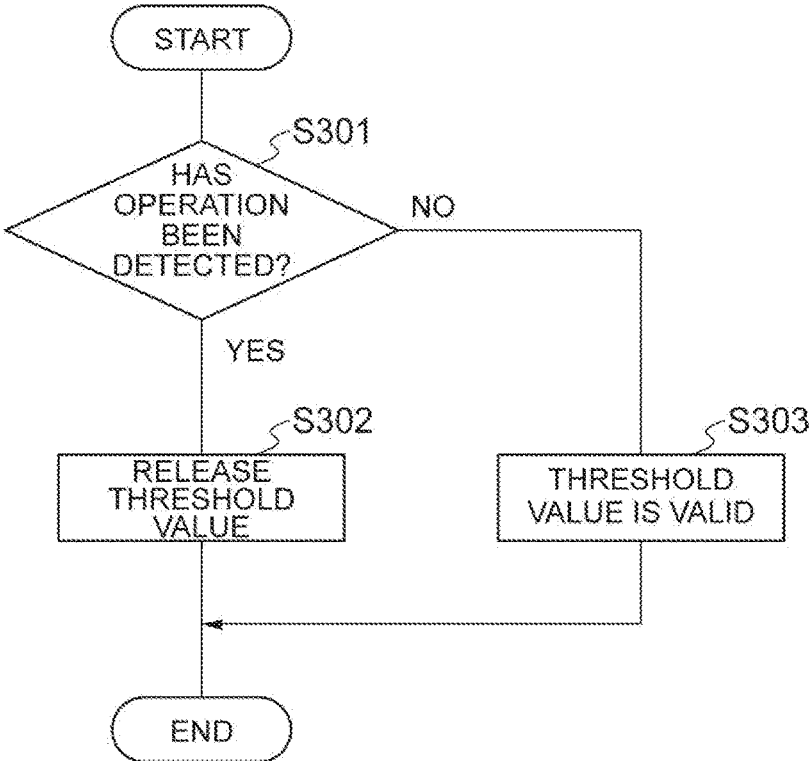 START
S301
HAS
OPERATION
BEEN
DETECTED?
NO
YES
S302
RELEASE
THRESHOLD
VALUE
S303
THRESHOLD
VALUE IS VALID
END